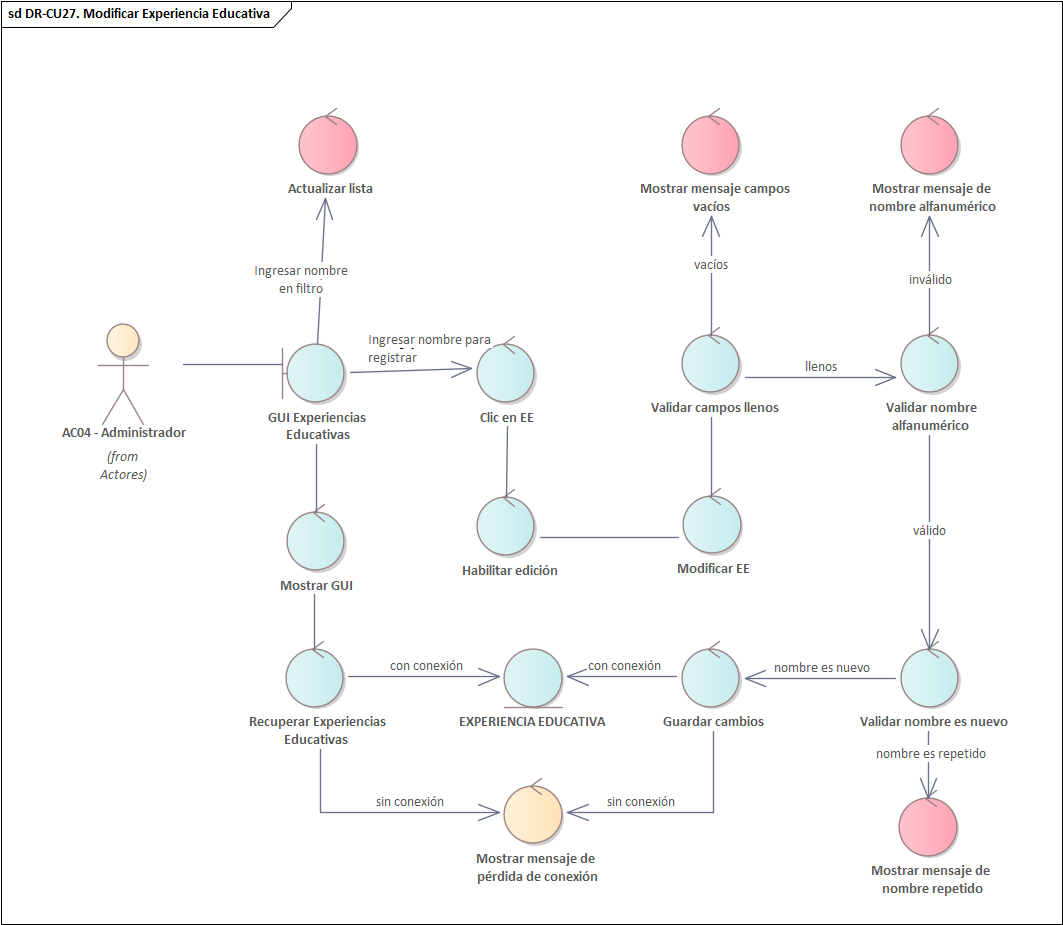 sd DR-CU27. Modificar Experiencia Educativa
Actualizar lista
Mostrar mensaje campos
vacíos
Mostrar mensaje de
nombre alfanumérico
Ingresar nombre
en filtro
vacíos
inválido
Ingresar nombre para
registrar
llenos
AC04 - Administrador
(from
Actores)
GUI Experiencias
Educativas
Clic en EE
Validar campos llenos
Validar nombre
alfanumérico
válido
Mostrar GUI
Habilitar edición
Modificar EE
con conexión
con conexión
nombre es nuevo
Recuperar Experiencias
Educativas
EXPERIENCIA EDUCATIVA
Guardar cambios
Validar nombre es nuevo
nombre es repetido
sin conexión
sin conexión
Mostrar mensaje de
pérdida de conexión
Mostrar mensaje de
nombre repetido